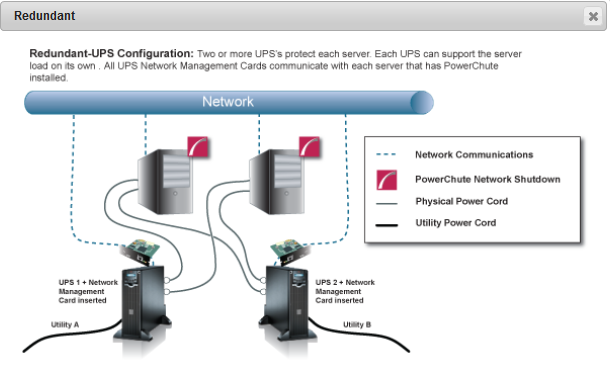 Redundant
Redundant-UPS Configuration: Two or more UPS's protect each server. Each UPS can support the server
load on its own . All UPS Network Management Cards communicate with each server that has PowerChute
installed.
Network
Network Communications
PowerChute Network Shutdown
Physical Power Cord
Utility Power Cord
UPS 1 + Network
Management
Card inserted
UPS 2 + Network
Management
Card inserted
Utility A
Utility B